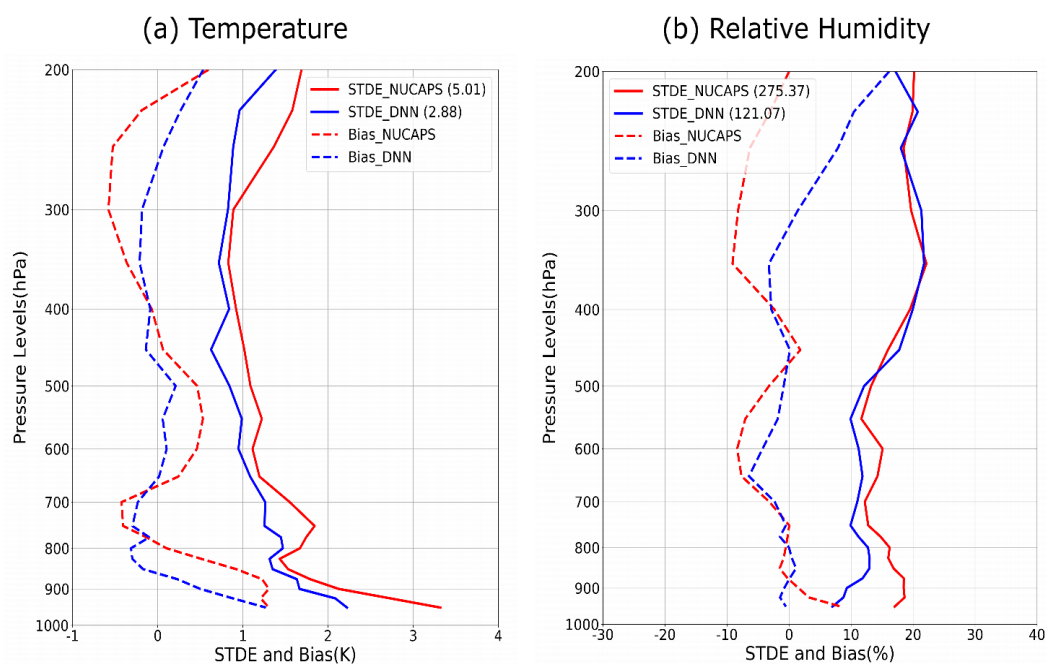 (a) Temperature
(b) Relative Humidity
STDE_NUCAPS (5.01)
STDE_DNN (2.88)
Bias_NUCAPS
Bias_DNN
200
300
400
500
600
700
800
900
1000
Pressure Levels(hPa)
-1
0
1
2
3
4
STDE and Bias(K)
STDE_NUCAPS (275.37)
STDE_DNN (121.07)
Bias_NUCAPS
Bias_DNN
200
300
400
500
600
700
800
900
1000
Pressure Levels(hPa)
-30
-20
-10
0
10
20
30
40
STDE and Bias(%)